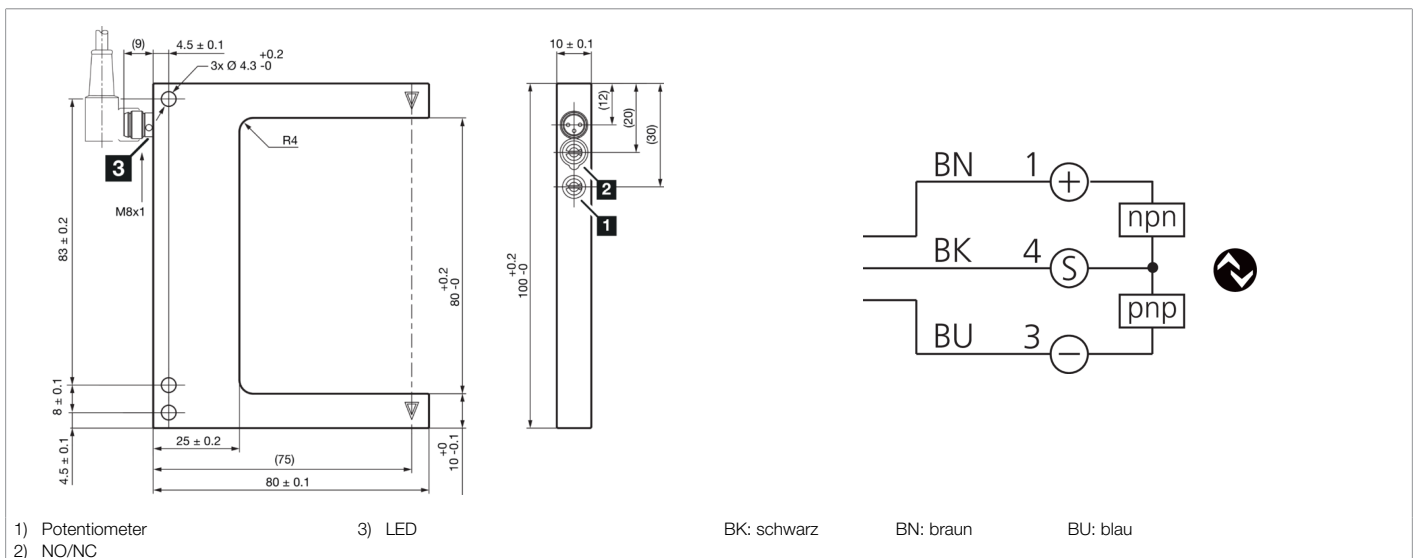 (9)
4.5 ± 0.1
3x Ø 4.3 +0.2 -0
R4
3
M8x1
83 ± 0.2
8 ± 0.1
4.5 ± 0.1
25 ± 0.2
(75)
80 ± 0.1
80 +0.2 -0
10 +0 -0.1
10 ± 0.1
(12)
(20)
(30)
2
1
100 +0.2 -0
BN 1 +
npn
BK 4 S
pnp
BU 3 −
1) Potentiometer 3) LED BK: schwarz BN: braun BU: blau
2) NO/NC